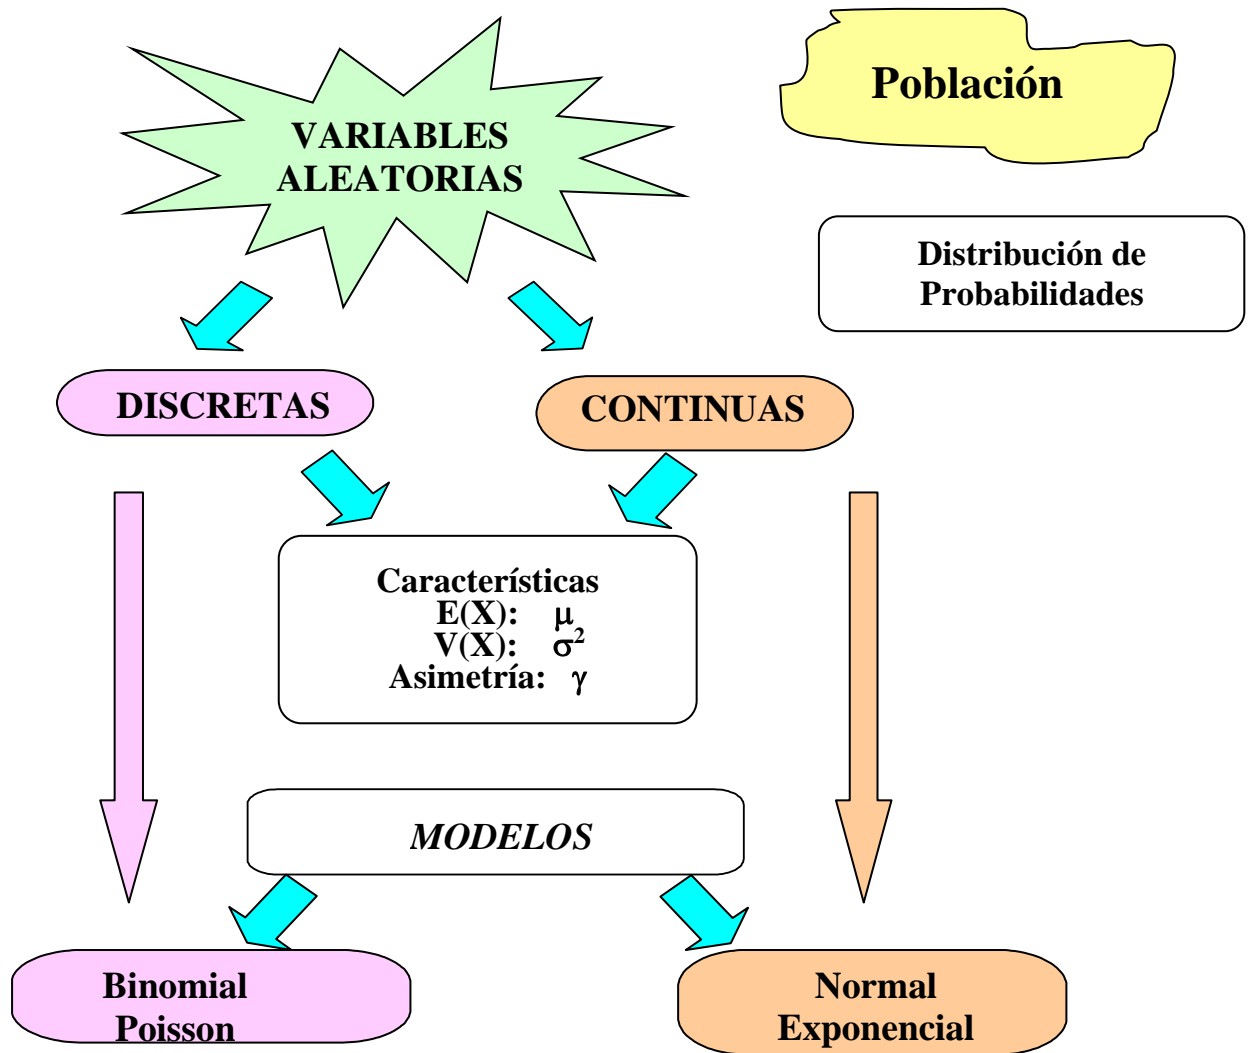 VARIABLES
ALEATORIAS
Población
Distribución de
Probabilidades
DISCRETAS
CONTINUAS
Características
E(X): μ
V(X): σ²
Asimetría: γ
MODELOS
Binomial
Poisson
Normal
Exponencial